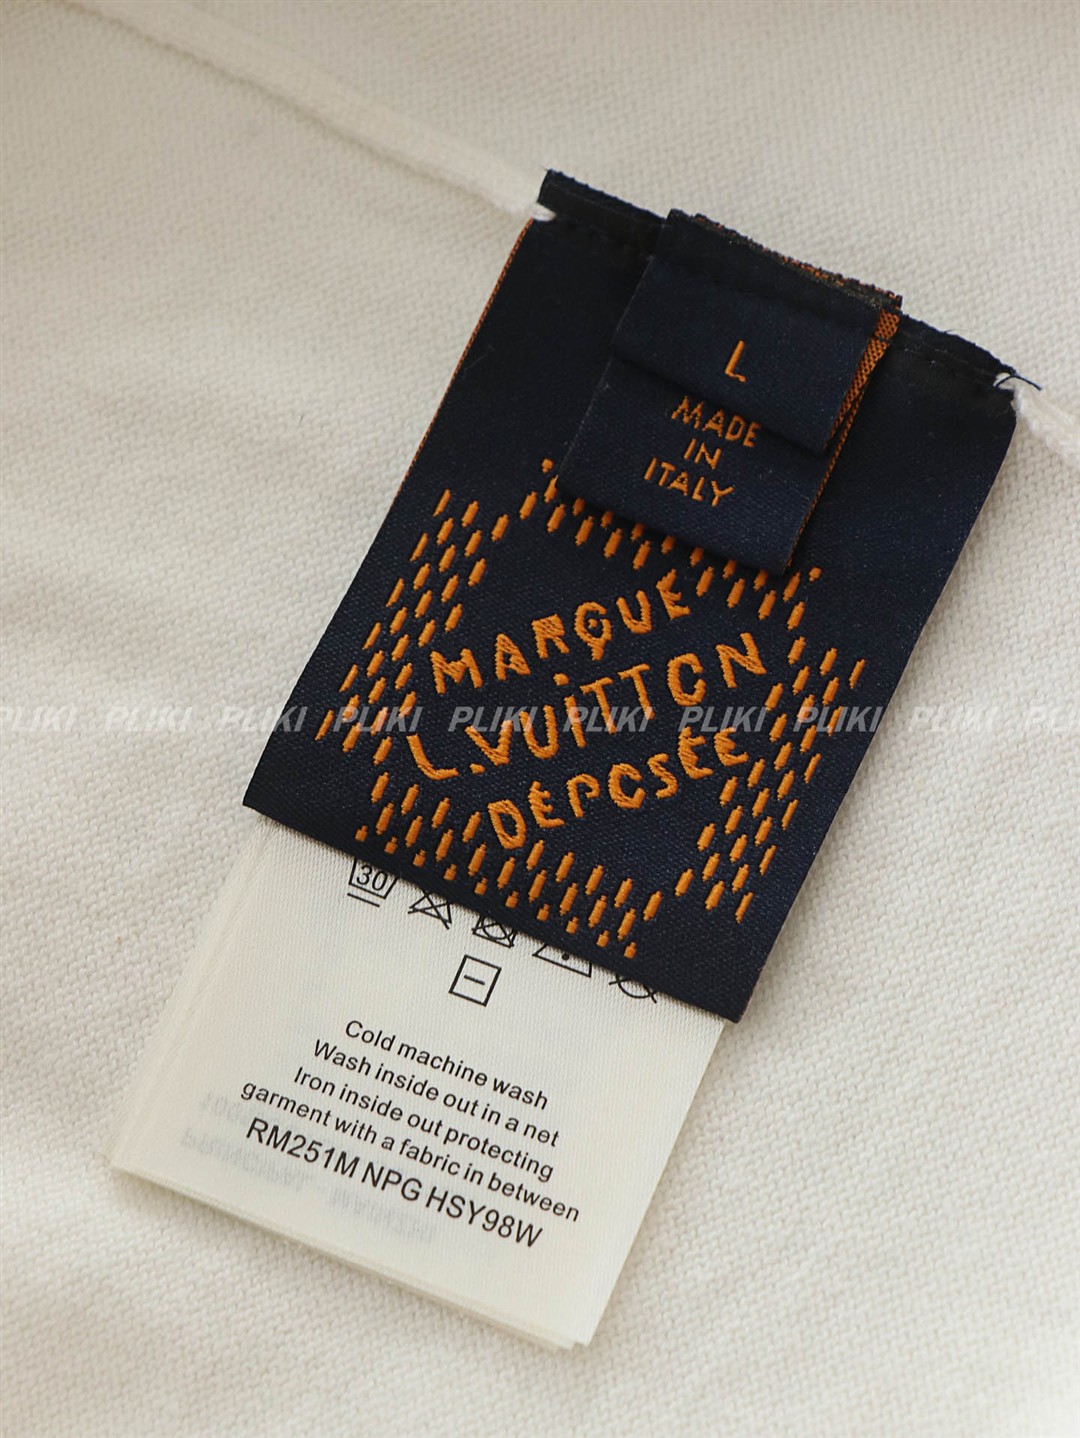 L
MADE
IN
ITALY
MARQUE
L.VUITTON
DÉPOSÉE
PLIKI PLIKI PLIKI PLIKI PLIKI PLIKI PLIKI PLIKI PLIKI PLIKI
30
Cold machine wash
Wash inside out in a net
Iron inside out protecting
garment with a fabric in between
RM251M NPG HSY98W